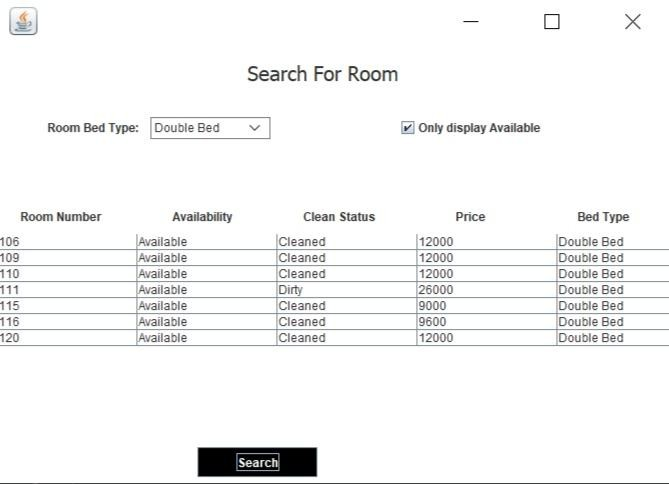 Search For Room
Room Bed Type: Double Bed Only display Available
Room Number Availability Clean Status Price Bed Type
106 Available Cleaned 12000 Double Bed
109 Available Cleaned 12000 Double Bed
110 Available Cleaned 12000 Double Bed
111 Available Dirty 26000 Double Bed
115 Available Cleaned 9000 Double Bed
116 Available Cleaned 9600 Double Bed
120 Available Cleaned 12000 Double Bed
Search